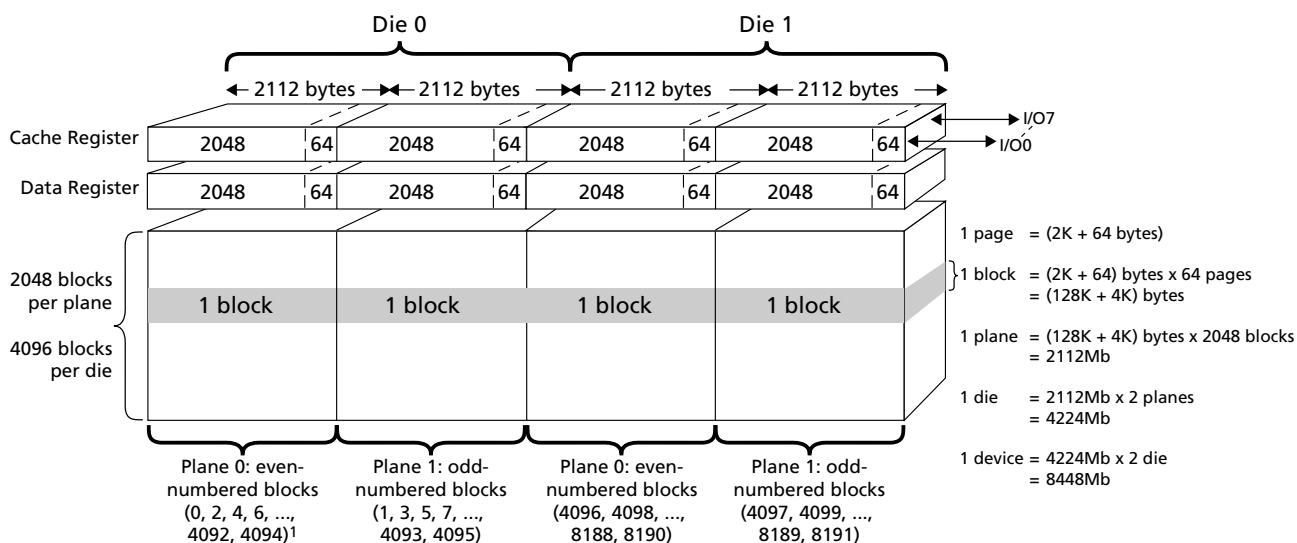 Die 0
Die 1
2112 bytes
2112 bytes
2112 bytes
2112 bytes
Cache Register
2048
64
2048
64
2048
64
2048
64
I/O7
I/O0
Data Register
2048
64
2048
64
2048
64
2048
64
2048 blocks
per plane
4096 blocks
per die
1 block
1 block
1 block
1 block
1 page = (2K + 64 bytes)
1 block = (2K + 64) bytes x 64 pages
= (128K + 4K) bytes
1 plane = (128K + 4K) bytes x 2048 blocks
= 2112Mb
1 die = 2112Mb x 2 planes
= 4224Mb
1 device = 4224Mb x 2 die
= 8448Mb
Plane 0: even-
numbered blocks
(0, 2, 4, 6, ...,
4092, 4094)1
Plane 1: odd-
numbered blocks
(1, 3, 5, 7, ...,
4093, 4095)
Plane 0: even-
numbered blocks
(4096, 4098, ...,
8188, 8190)
Plane 1: odd-
numbered blocks
(4097, 4099, ...,
8189, 8191)